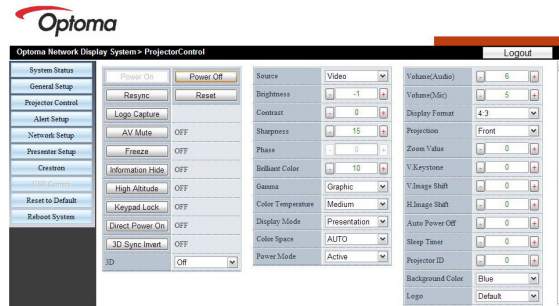 Optoma
Optoma Network Display System> ProjectorControl
Logout
System Status
General Setup
Projector Control
Alert Setup
Network Setup
Presenter Setup
Crestron
Reset to Default
Reboot System
Power On Power Off
Resync Reset
Logo Capture
AV Mute OFF
Freeze OFF
Information Hide OFF
High Altitude OFF
Keypad Lock OFF
Direct Power On OFF
3D Sync Invert OFF
3D Off
Source Video
Brightness - -1 +
Contrast - 0 +
Sharpness - 15 +
Phase - 0 +
Brilliant Color - 10 +
Gamma Graphic
Color Temperature Medium
Display Mode Presentation
Color Space AUTO
Power Mode Active
Volume(Audio) - 6 +
Volume(Mic) - 5 +
Display Format 4:3
Projection Front
Zoom Value - 0 +
V.Keystone - 0 +
V.Image Shift - 0 +
H.Image Shift - 0 +
Auto Power Off - 0 +
Sleep Timer - 0 +
Projector ID - 0 +
Background Color Blue
Logo Default